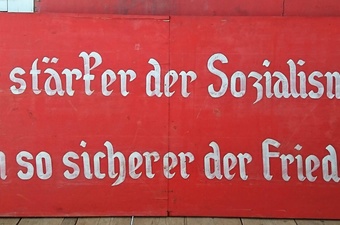 stärker der Sozialism
so sicherer der Fried